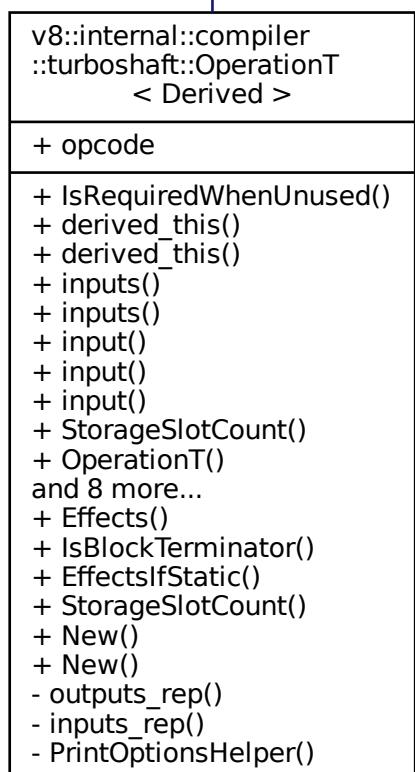 v8::internal::compiler
::turboshaft::OperationT
< Derived >
+ opcode
+ IsRequiredWhenUnused()
+ derived_this()
+ derived_this()
+ inputs()
+ inputs()
+ input()
+ input()
+ input()
+ StorageSlotCount()
+ OperationT()
and 8 more...
+ Effects()
+ IsBlockTerminator()
+ EffectsIfStatic()
+ StorageSlotCount()
+ New()
+ New()
- outputs_rep()
- inputs_rep()
- PrintOptionsHelper()